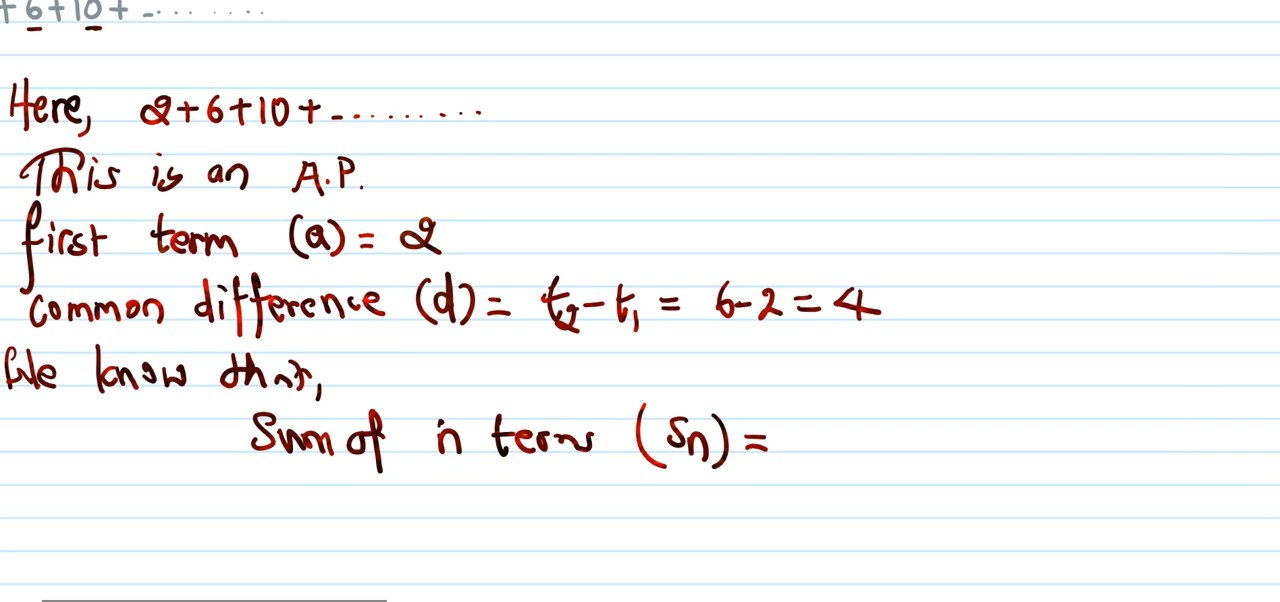 +6+10+ -......
Here, 2+6+10+-.........
This is an A.P.
first term (a) = 2
common difference (d) = t₂-t₁ = 6-2 = 4
We know that,
Sum of n terms (Sn) =